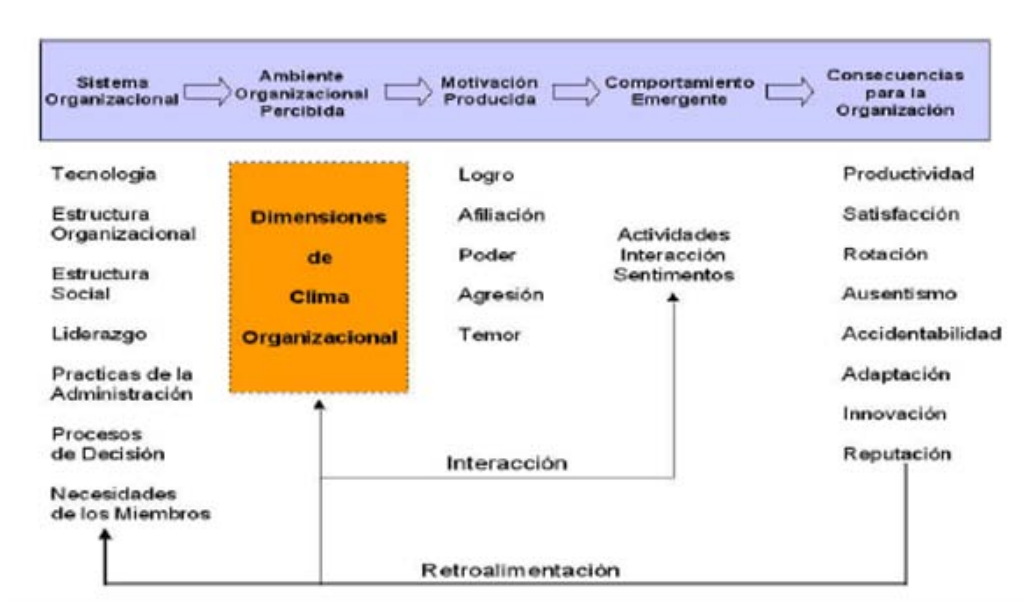 Sistema
Organizacional
Ambiente
Organizacional
Percibida
Motivación
Producida
Comportamiento
Emergente
Consecuencias
para la
Organización
Tecnologia
Estructura
Organizacional
Estructura
Social
Liderazgo
Practicas de la
Administración
Procesos
de Decisión
Necesidades
de los Miembros
Dimensiones
de
Clima
Organizacional
Logro
Afiliación
Poder
Agresión
Temor
Actividades
Interacción
Sentimentos
Productividad
Satisfacción
Rotación
Ausentismo
Accidentabilidad
Adaptación
Innovación
Reputación
Interacción
Retroalimentación